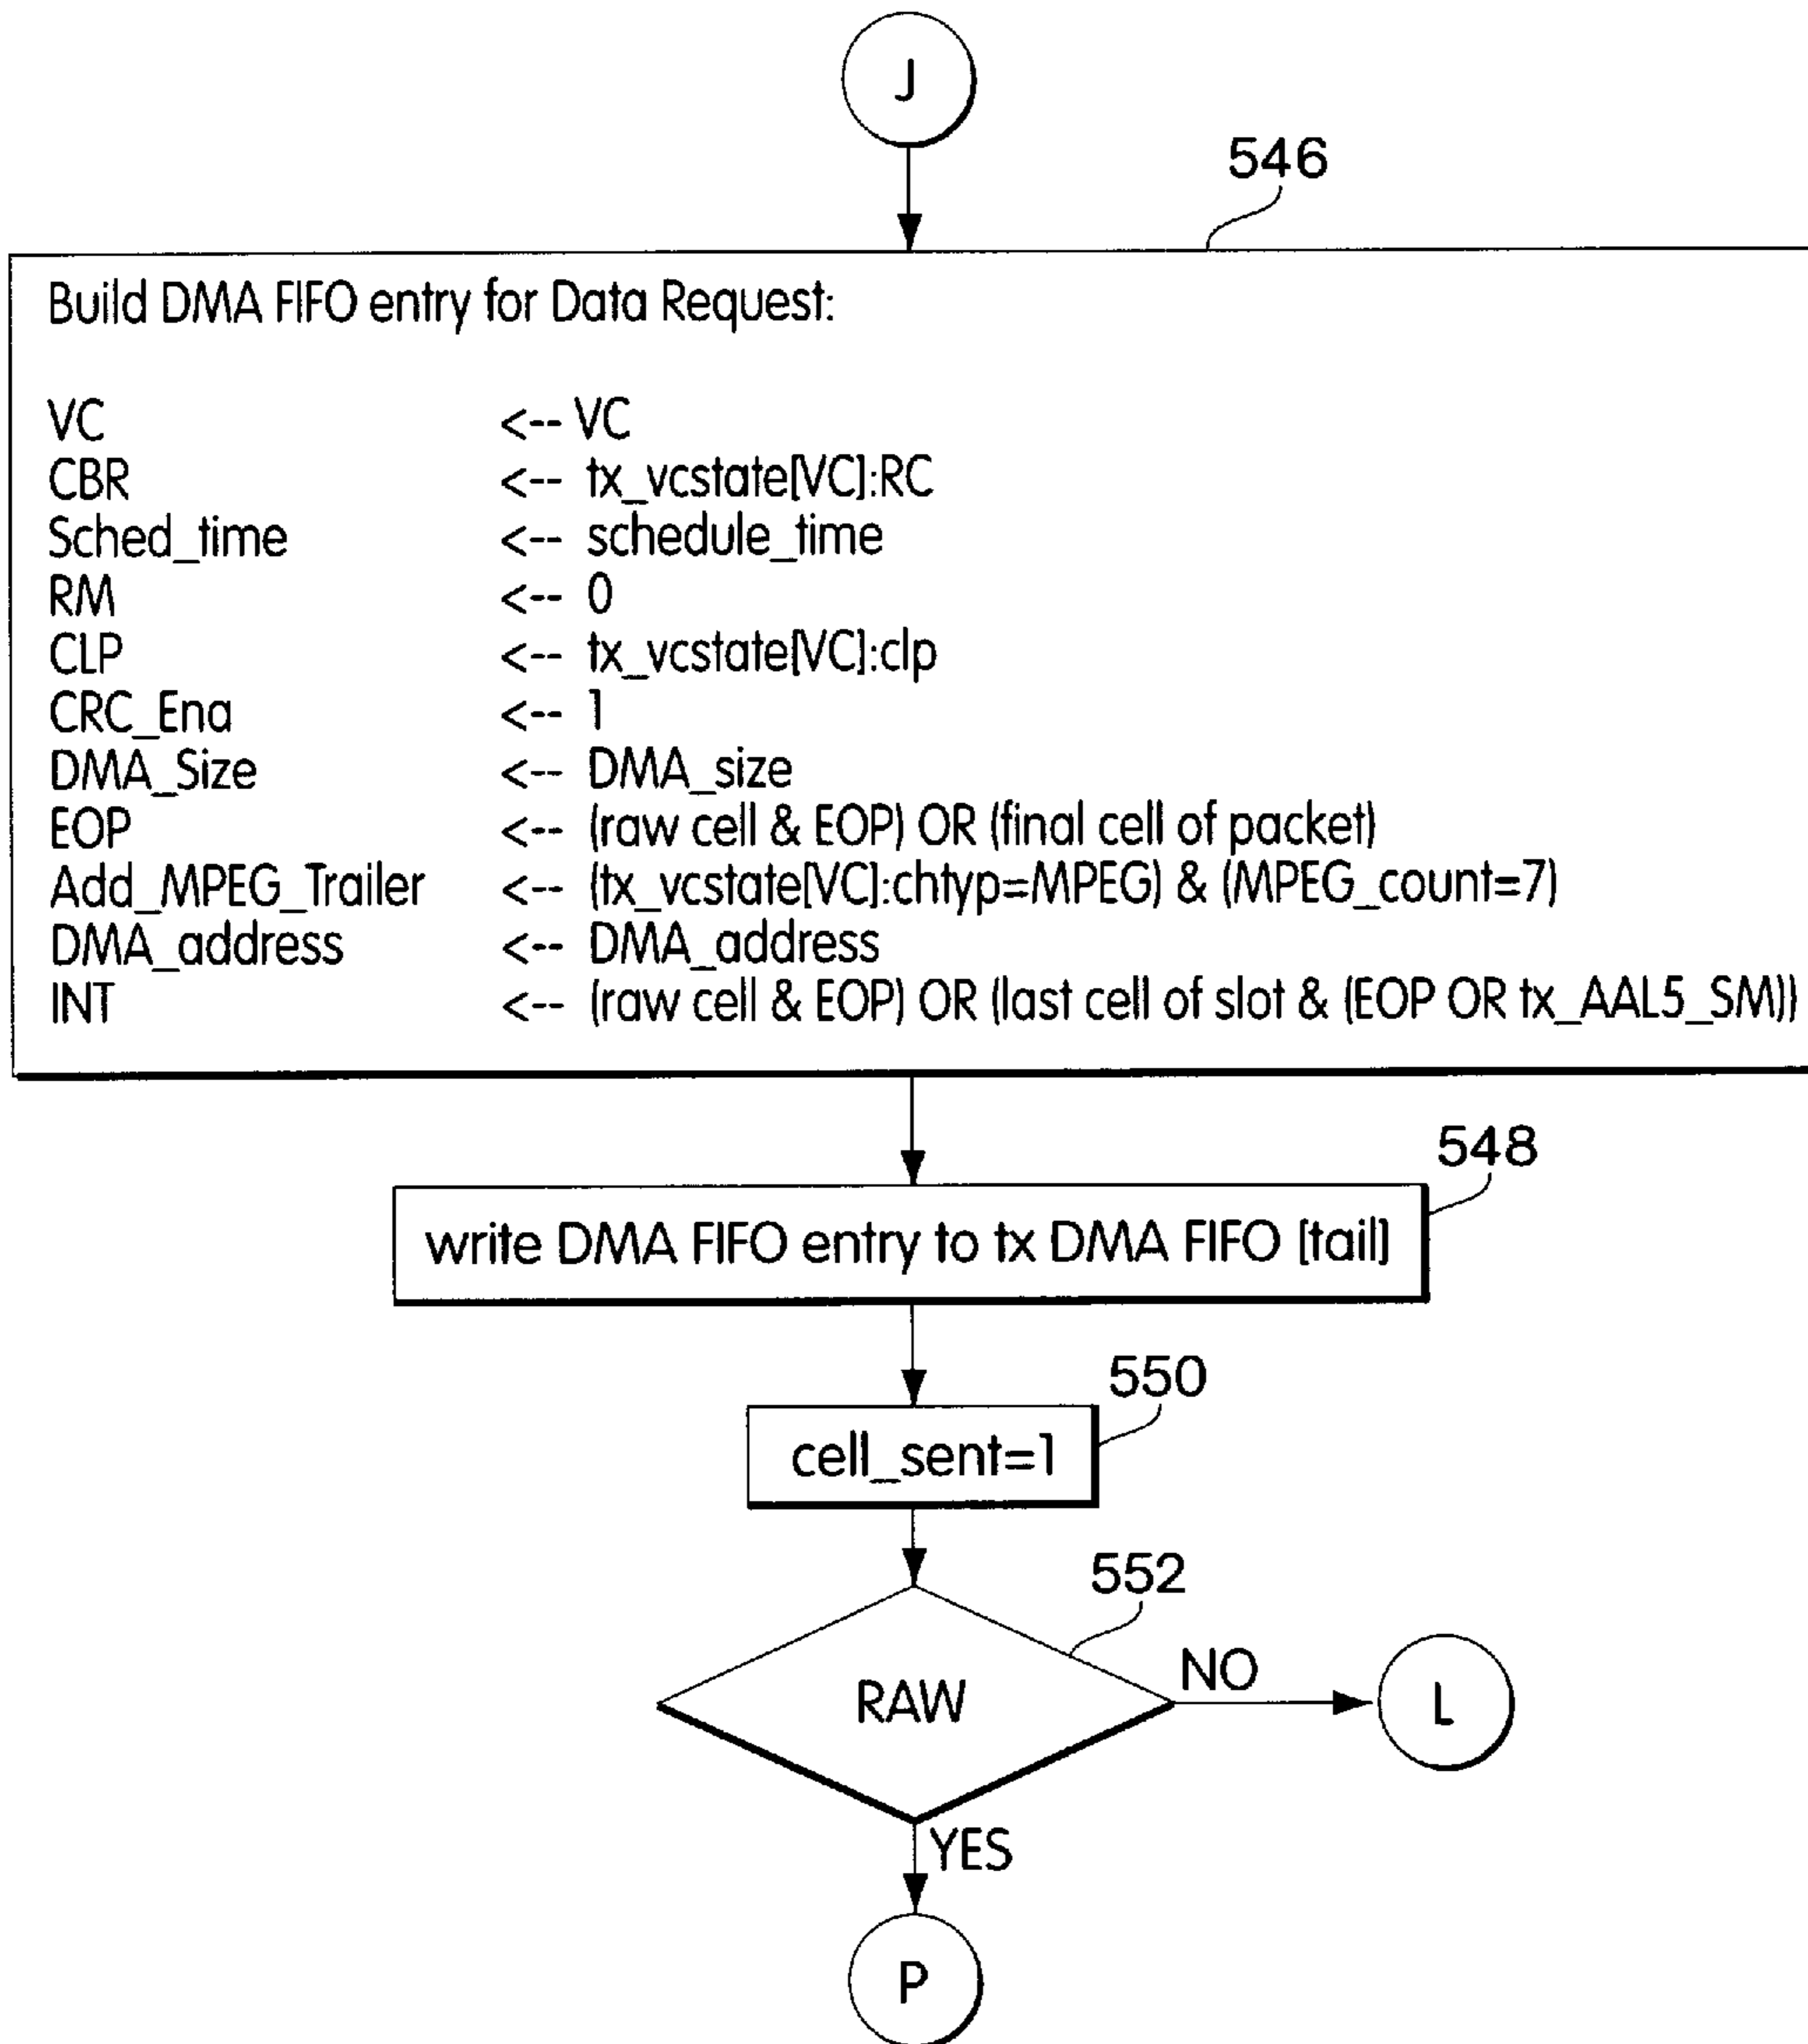 J
546
Build DMA FIFO entry for Data Request:
VC <-- VC
CBR <-- tx_vcstate[VC]:RC
Sched_time <-- schedule_time
RM <-- 0
CLP <-- tx_vcstate[VC]:clp
CRC_Ena <-- 1
DMA_Size <-- DMA_size
EOP <-- (raw cell & EOP) OR (final cell of packet)
Add_MPEG_Trailer <-- (tx_vcstate[VC]:chtyp=MPEG) & (MPEG_count=7)
DMA_address <-- DMA_address
INT <-- (raw cell & EOP) OR (last cell of slot & (EOP OR tx_AAL5_SM))
548
write DMA FIFO entry to tx DMA FIFO [tail]
550
cell_sent=1
552
RAW
NO
L
YES
P